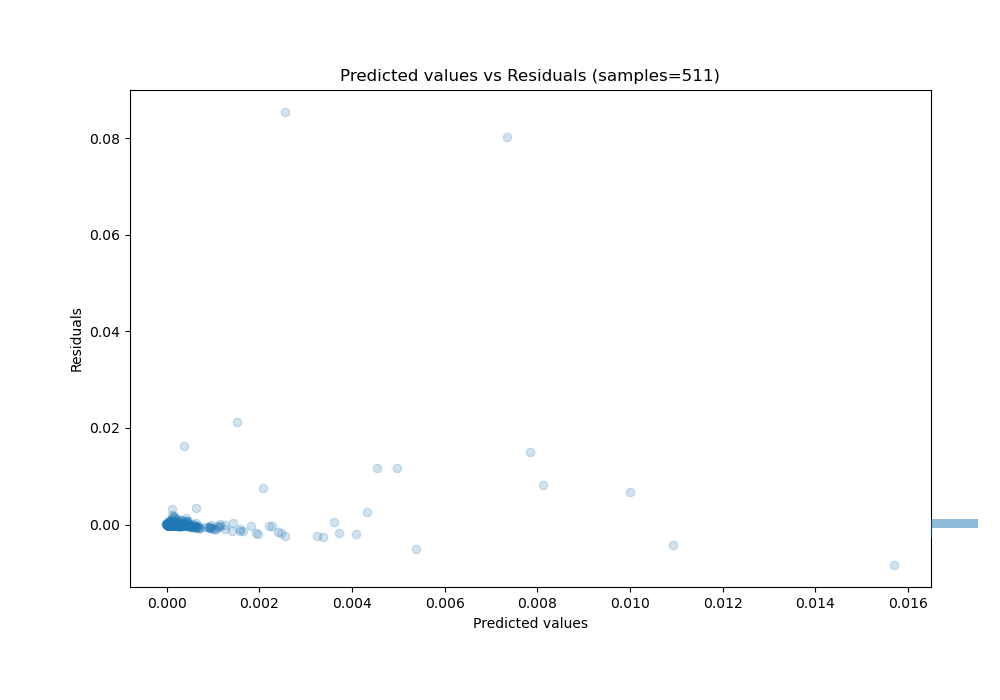 Predicted values vs Residuals (samples=511)
0.08
0.06
0.04
0.02
0.00
Residuals
0.000 0.002 0.004 0.006 0.008 0.010 0.012 0.014 0.016
Predicted values